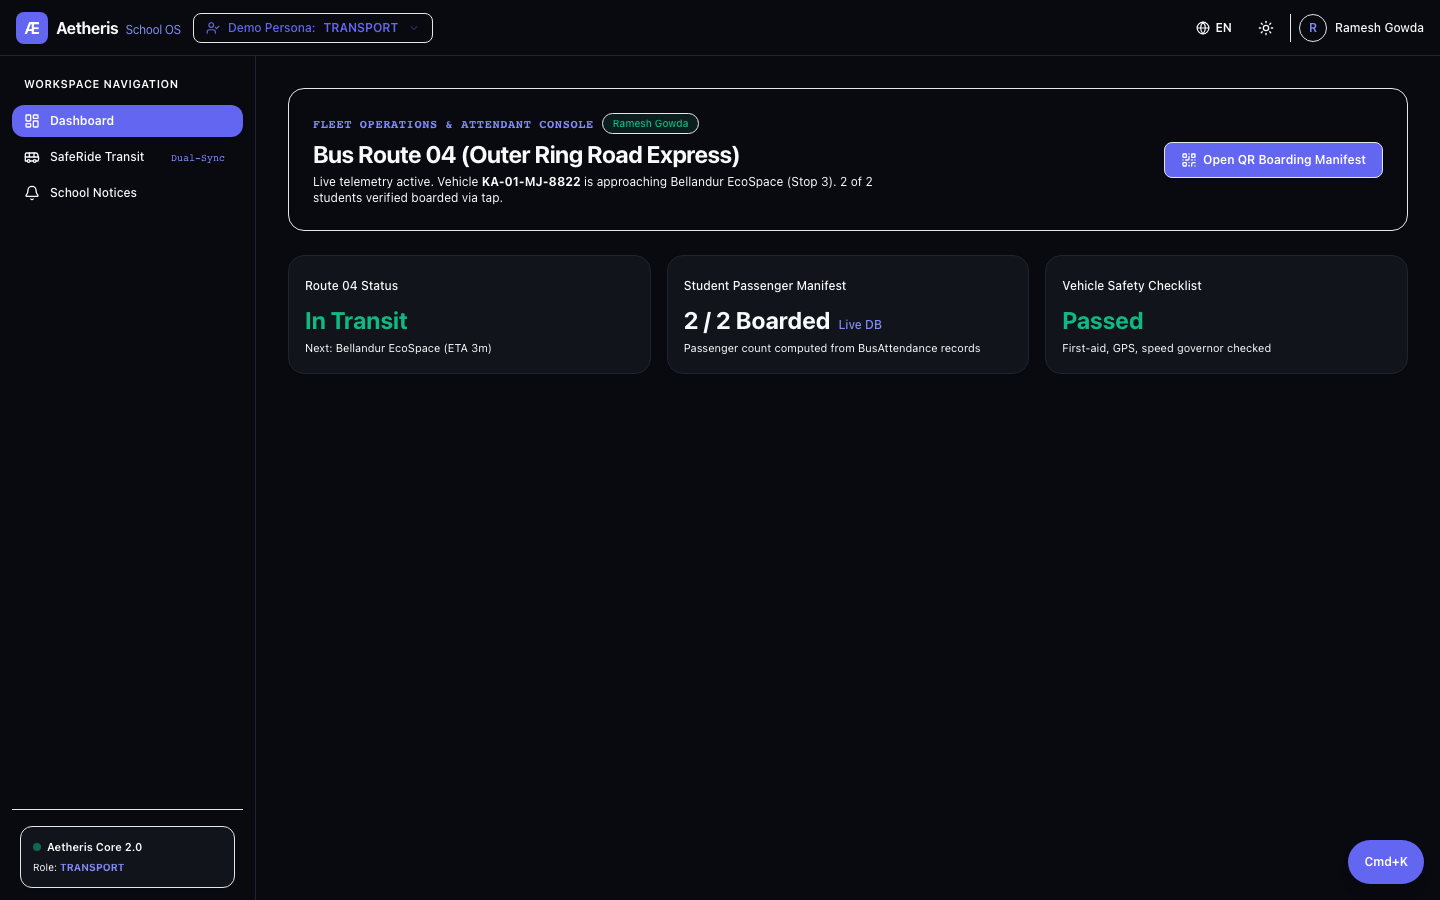 Æ Aetheris School OS
Demo Persona: TRANSPORT
EN
R Ramesh Gowda
WORKSPACE NAVIGATION
Dashboard
SafeRide Transit Dual-Sync
School Notices
FLEET OPERATIONS & ATTENDANT CONSOLE Ramesh Gowda
Bus Route 04 (Outer Ring Road Express)
Live telemetry active. Vehicle KA-01-MJ-8822 is approaching Bellandur EcoSpace (Stop 3). 2 of 2
students verified boarded via tap.
Open QR Boarding Manifest
Route 04 Status
In Transit
Next: Bellandur EcoSpace (ETA 3m)
Student Passenger Manifest
2 / 2 Boarded Live DB
Passenger count computed from BusAttendance records
Vehicle Safety Checklist
Passed
First-aid, GPS, speed governor checked
Aetheris Core 2.0
Role: TRANSPORT
Cmd+K